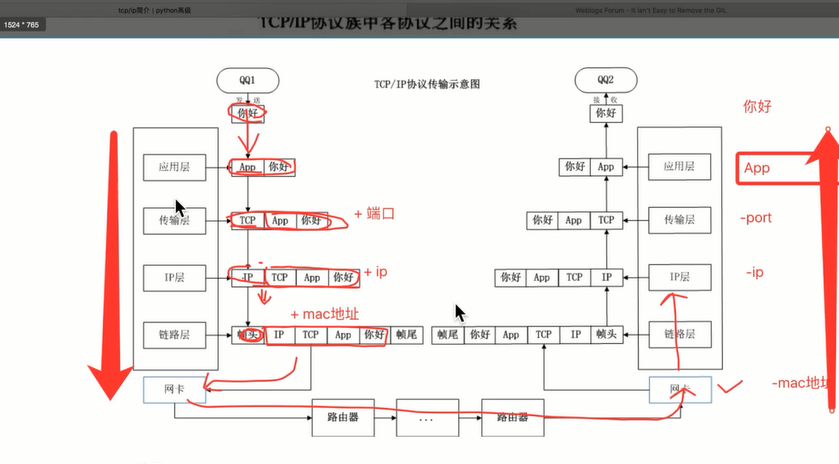 tcp/ip简介 | python高级
Weblogs Forum - It isn't Easy to Remove the GIL
1524 * 765
TCP/IP协议族中各协议之间的关系
QQ1
TCP/IP协议传输示意图
QQ2
发 送
接 收
你好
你好
你好
应用层
App 你好
你好 App
应用层
App
传输层
TCP App 你好
+ 端口
你好 App TCP
传输层
-port
IP层
IP TCP App 你好
+ ip
你好 App TCP IP
IP层
-ip
+ mac地址
链路层
帧头 IP TCP App 你好 帧尾
帧尾 你好 App TCP IP 帧头
链路层
网卡
网卡
-mac地址
路由器
...
路由器